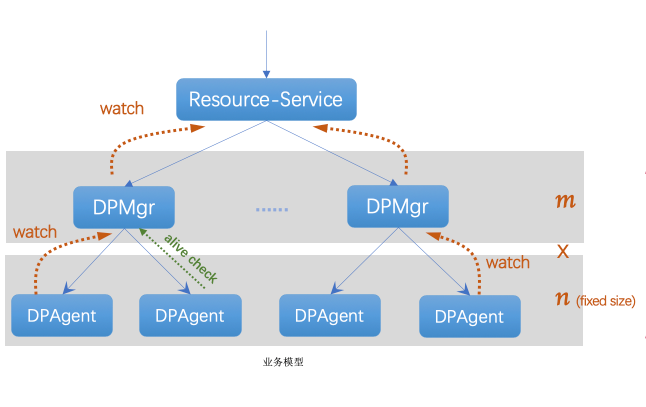 Resource-Service
watch
DPMgr
......
DPMgr
m
watch
alive check
watch
X
n (fixed size)
DPAgent
DPAgent
DPAgent
DPAgent
业务模型